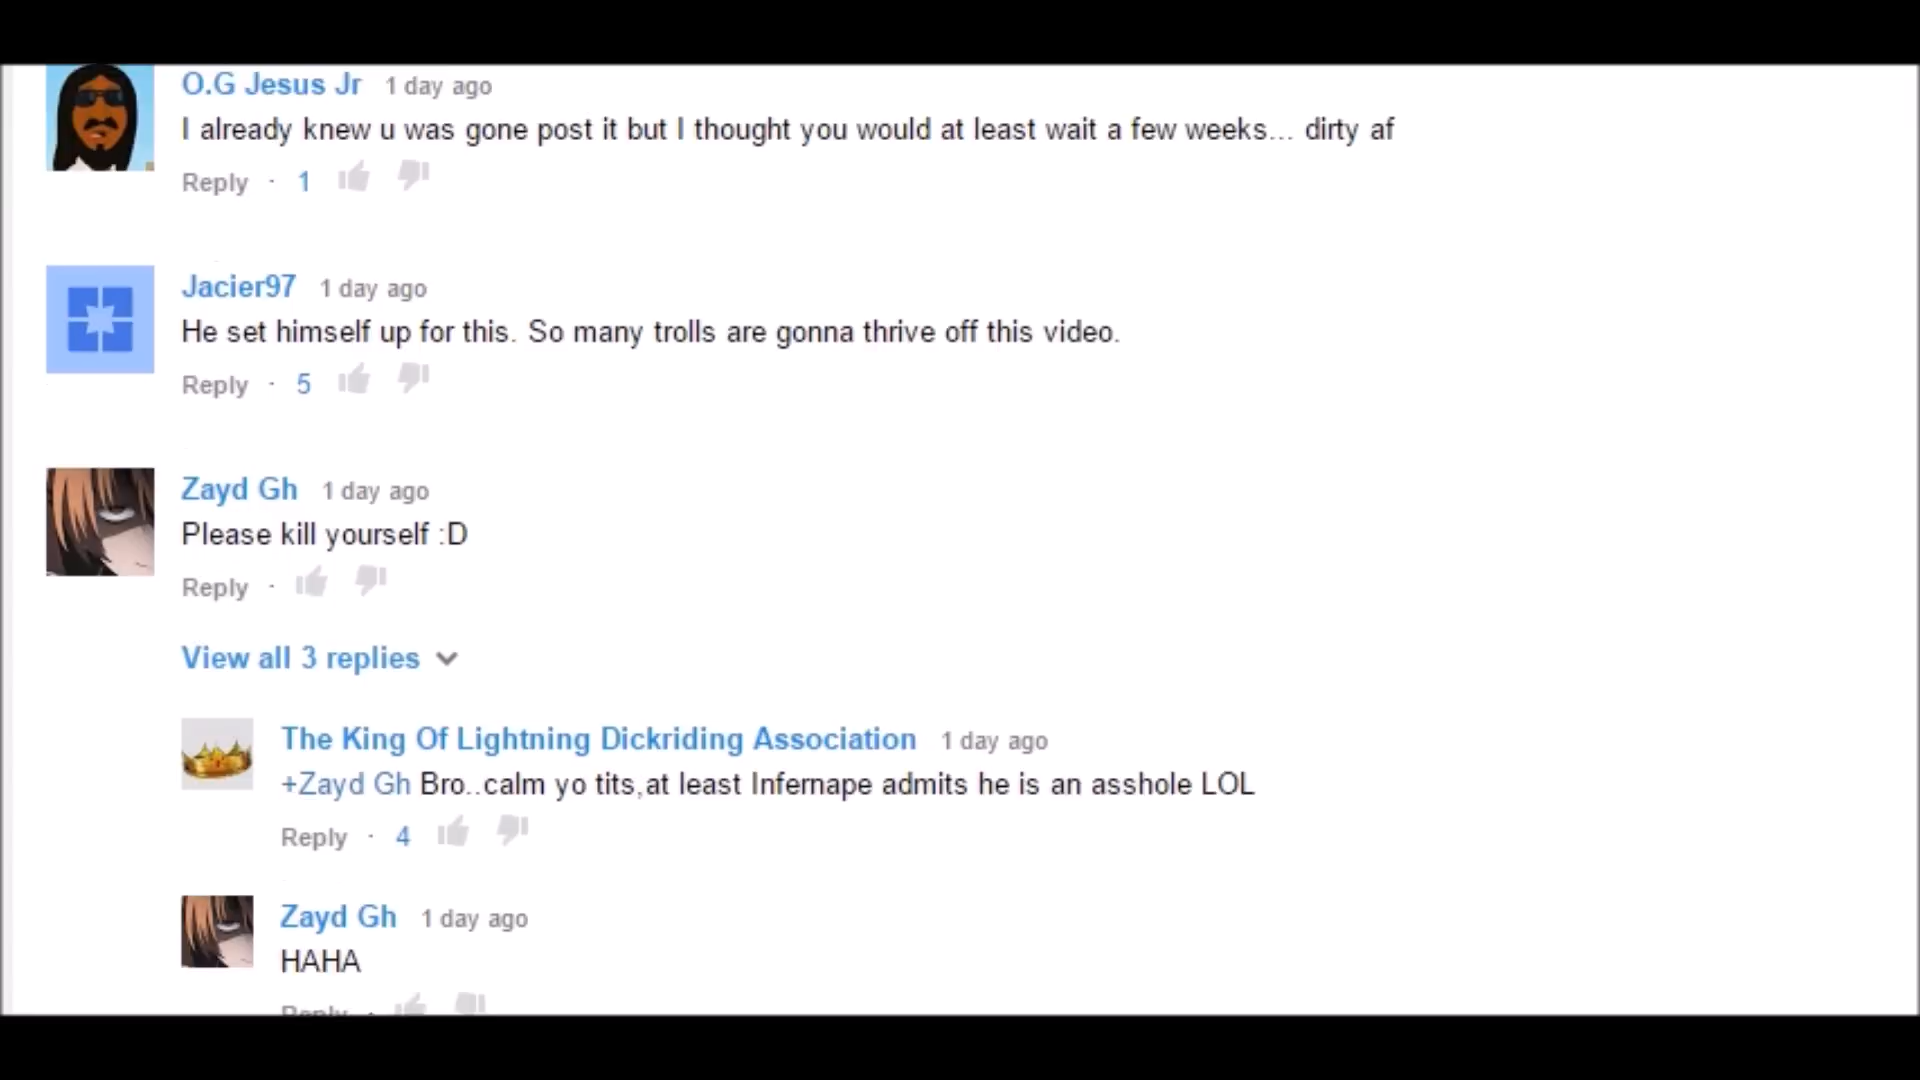 O.G Jesus Jr 1 day ago
I already knew u was gone post it but I thought you would at least wait a few weeks... dirty af
Reply · 1
Jacier97 1 day ago
He set himself up for this. So many trolls are gonna thrive off this video.
Reply · 5
Zayd Gh 1 day ago
Please kill yourself :D
Reply ·
View all 3 replies
The King Of Lightning Dickriding Association 1 day ago
+Zayd Gh Bro..calm yo tits,at least Infernape admits he is an asshole LOL
Reply · 4
Zayd Gh 1 day ago
HAHA
Reply ·